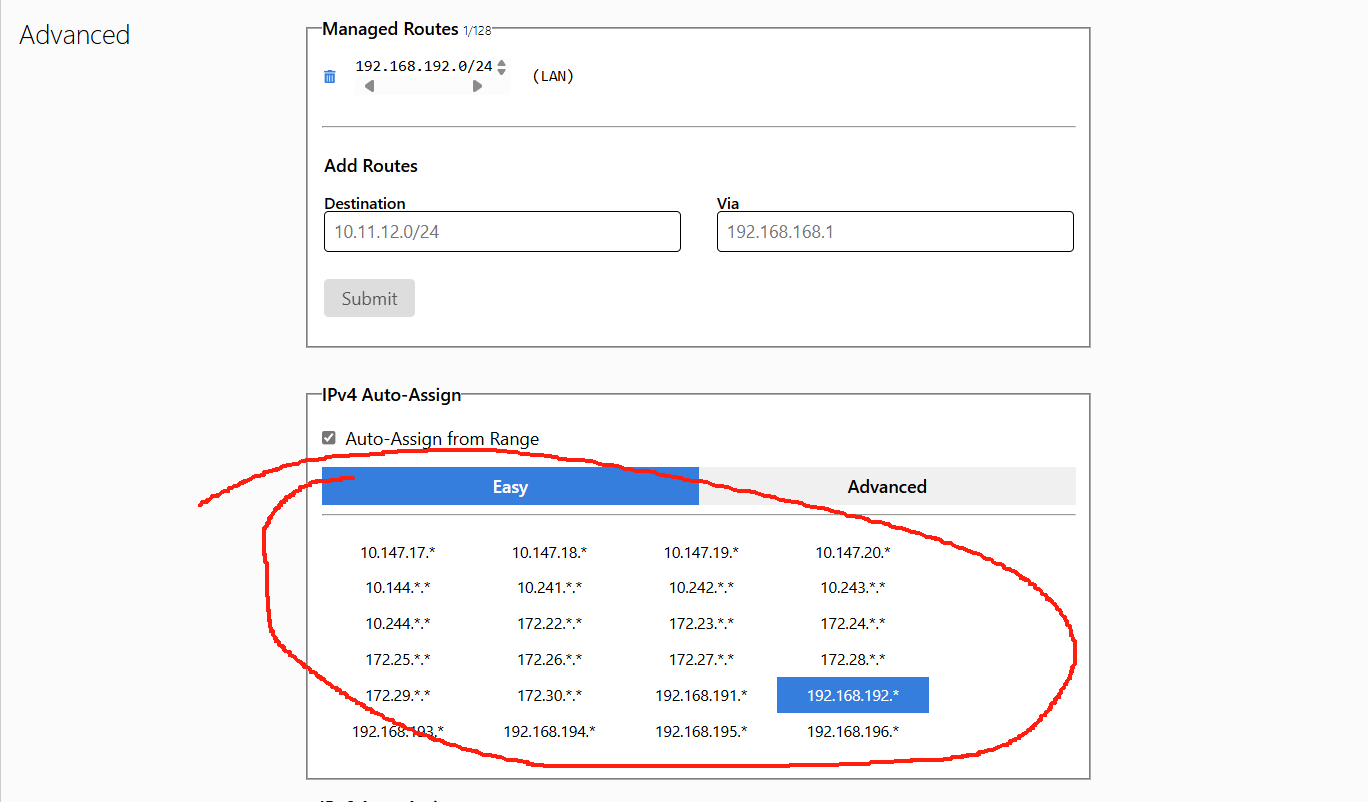 Advanced
Managed Routes 1/128
192.168.192.0/24 (LAN)
Add Routes
Destination Via
10.11.12.0/24 192.168.168.1
Submit
IPv4 Auto-Assign
Auto-Assign from Range
Easy Advanced
10.147.17.* 10.147.18.* 10.147.19.* 10.147.20.*
10.144.*.* 10.241.*.* 10.242.*.* 10.243.*.*
10.244.*.* 172.22.*.* 172.23.*.* 172.24.*.*
172.25.*.* 172.26.*.* 172.27.*.* 172.28.*.*
172.29.*.* 172.30.*.* 192.168.191.* 192.168.192.*
192.168.193.* 192.168.194.* 192.168.195.* 192.168.196.*